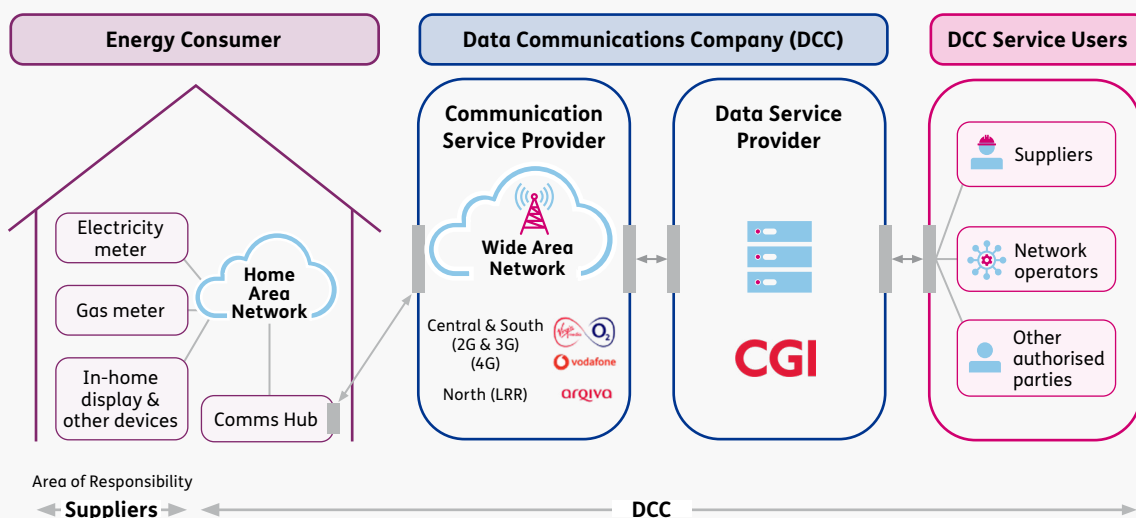 Energy Consumer
Data Communications Company (DCC)
DCC Service Users
Electricity
meter
Gas meter
In-home
display &
other devices
Home
Area
Network
Comms Hub
Communication
Service Provider
Wide Area
Network
Central & South
(2G & 3G)
(4G)
Virgin media
O2
vodafone
North (LRR)
arqiva
Data Service
Provider
CGI
Suppliers
Network
operators
Other
authorised
parties
Area of Responsibility
Suppliers
DCC